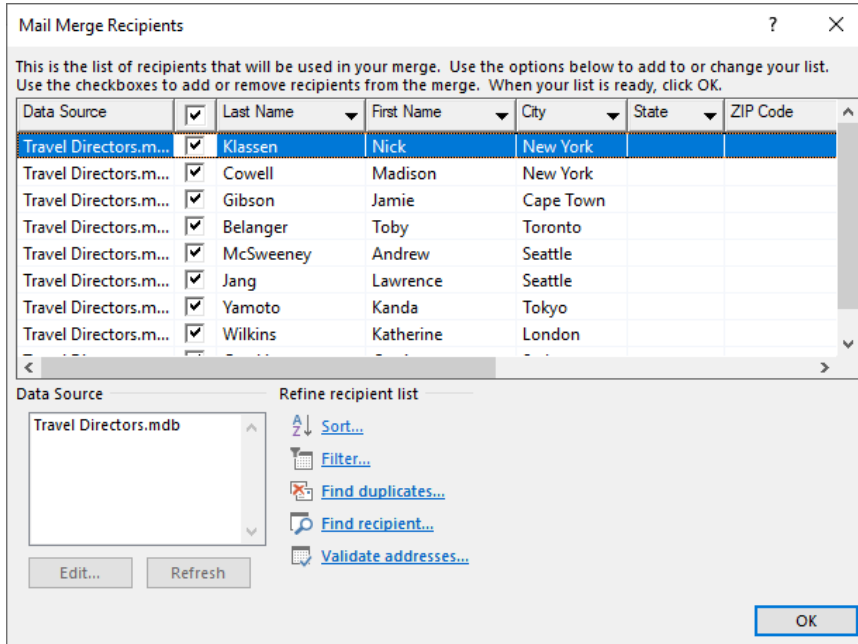 Mail Merge Recipients
This is the list of recipients that will be used in your merge. Use the options below to add to or change your list.
Use the checkboxes to add or remove recipients from the merge. When your list is ready, click OK.
Data Source Last Name First Name City State ZIP Code
Travel Directors.m... Klassen Nick New York
Travel Directors.m... Cowell Madison New York
Travel Directors.m... Gibson Jamie Cape Town
Travel Directors.m... Belanger Toby Toronto
Travel Directors.m... McSweeney Andrew Seattle
Travel Directors.m... Jang Lawrence Seattle
Travel Directors.m... Yamoto Kanda Tokyo
Travel Directors.m... Wilkins Katherine London
Data Source Refine recipient list
Travel Directors.mdb
Sort...
Filter...
Find duplicates...
Find recipient...
Validate addresses...
Edit... Refresh
OK